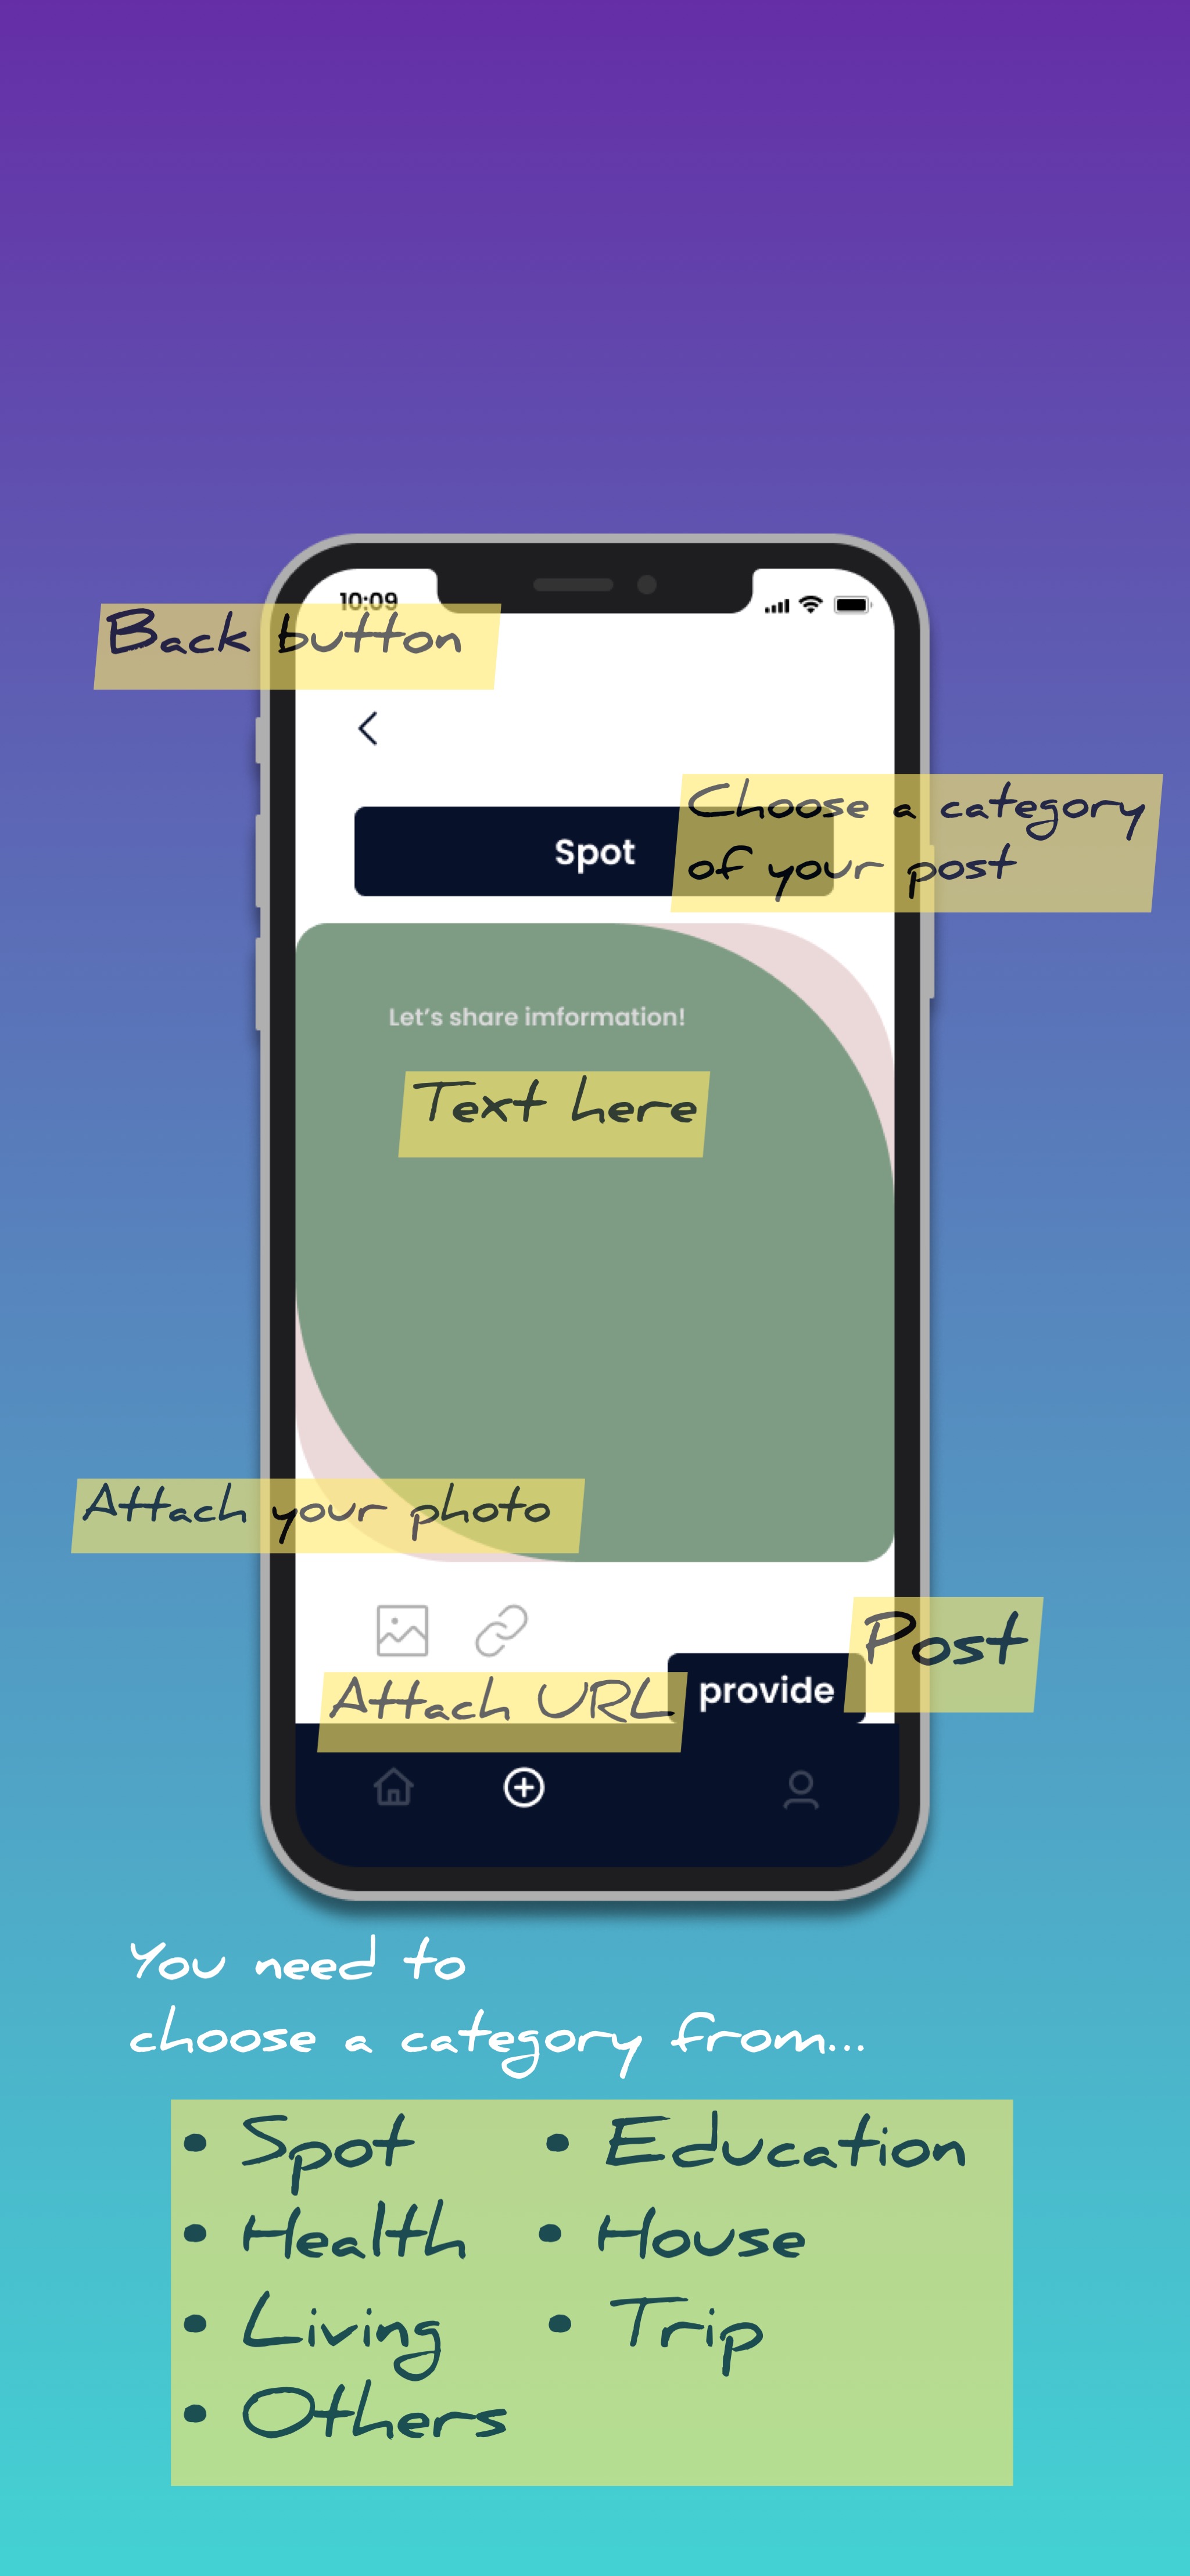 10:09
Back button
Choose a category
of your post
Spot
Let's share imformation!
Text here
Attach your photo
Post
provide
Attach URL
You need to
choose a category from...
• Spot
• Education
• Health
• House
• Living
• Trip
• Others